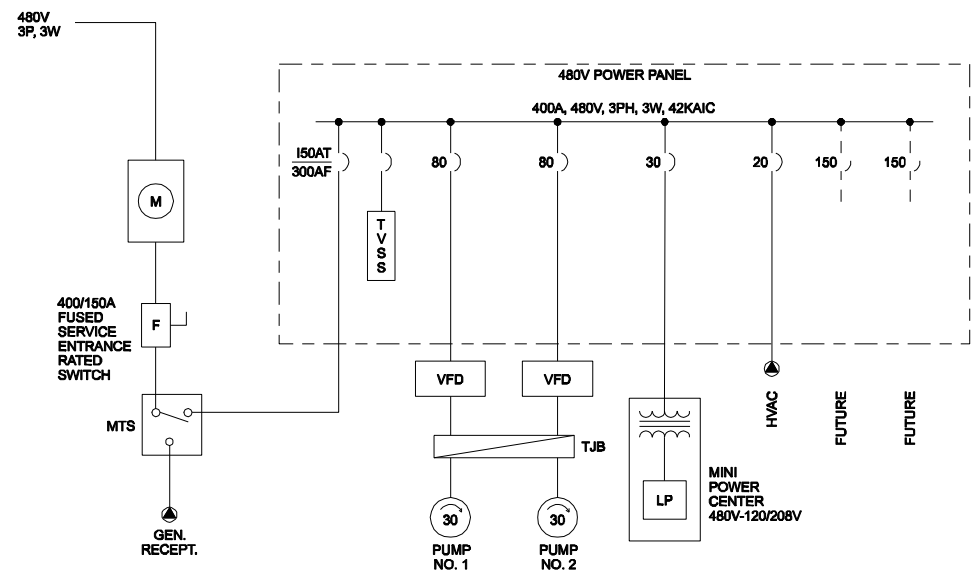 480V
3P, 3W
480V POWER PANEL
400A, 480V, 3PH, 3W, 42KAIC
I50AT
300AF
80
80
30
20
150
150
M
T
V
S
S
400/150A
FUSED
SERVICE
ENTRANCE
RATED
SWITCH
F
MTS
GEN.
RECEPT.
VFD
VFD
TJB
30
30
PUMP
NO. 1
PUMP
NO. 2
LP
MINI
POWER
CENTER
480V-120/208V
HVAC
FUTURE
FUTURE